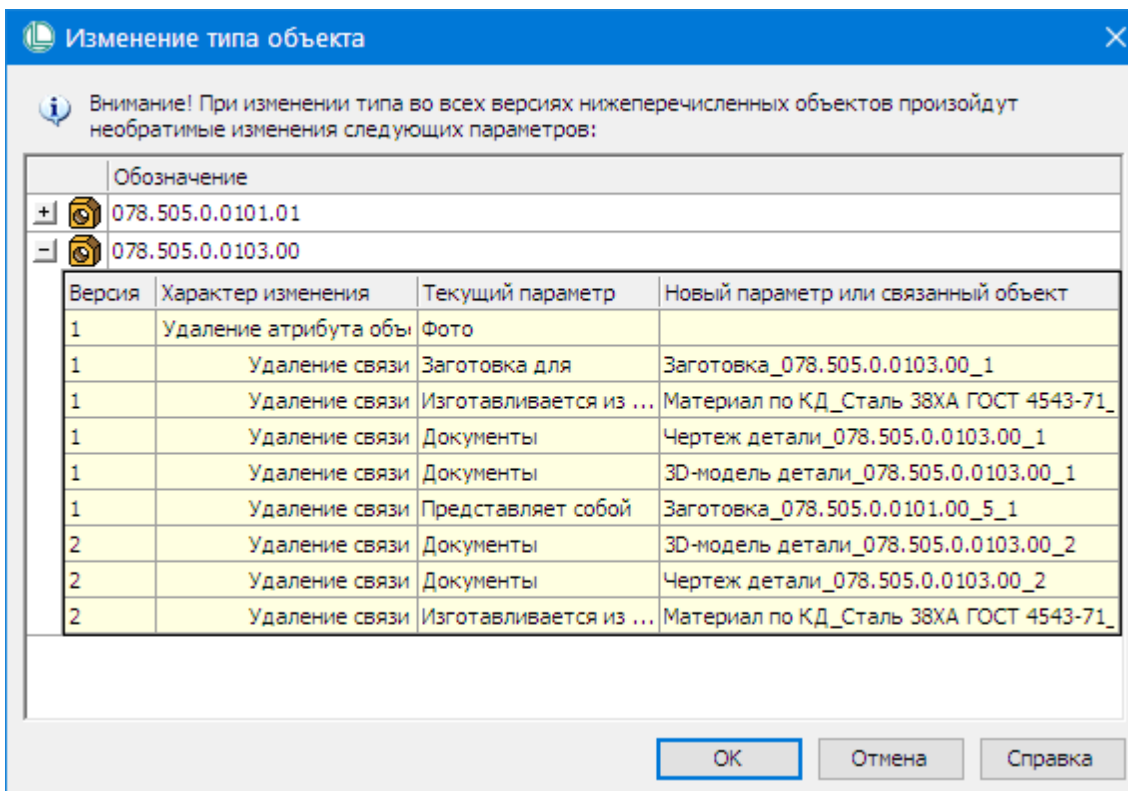 Изменение типа объекта
Внимание! При изменении типа во всех версиях нижеперечисленных объектов произойдут
необратимые изменения следующих параметров:
Обозначение
078.505.0.0101.01
078.505.0.0103.00
Версия Характер изменения Текущий параметр Новый параметр или связанный объект
1 Удаление атрибута объ Фото
1 Удаление связи Заготовка для Заготовка_078.505.0.0103.00_1
1 Удаление связи Изготавливается из ... Материал по КД_Сталь 38ХА ГОСТ 4543-71_
1 Удаление связи Документы Чертеж детали_078.505.0.0103.00_1
1 Удаление связи Документы 3D-модель детали_078.505.0.0103.00_1
1 Удаление связи Представляет собой Заготовка_078.505.0.0101.00_5_1
2 Удаление связи Документы 3D-модель детали_078.505.0.0103.00_2
2 Удаление связи Документы Чертеж детали_078.505.0.0103.00_2
2 Удаление связи Изготавливается из ... Материал по КД_Сталь 38ХА ГОСТ 4543-71_
ОК Отмена Справка